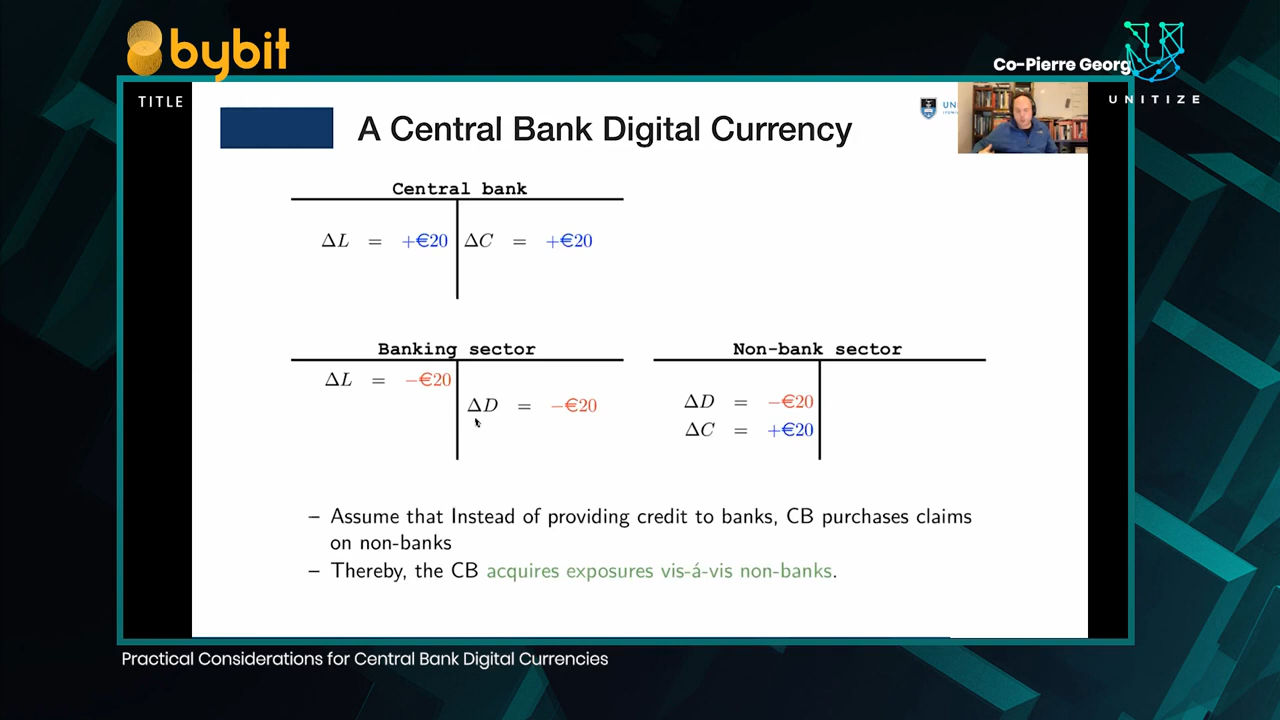 bybit
Co-Pierre Georg
UNITIZE
TITLE
A Central Bank Digital Currency
UN
Central bank
ΔL = +€20 ΔC = +€20
Banking sector
ΔL = −€20
ΔD = −€20
Non-bank sector
ΔD = −€20
ΔC = +€20
– Assume that Instead of providing credit to banks, CB purchases claims
on non-banks
– Thereby, the CB acquires exposures vis-á-vis non-banks.
Practical Considerations for Central Bank Digital Currencies